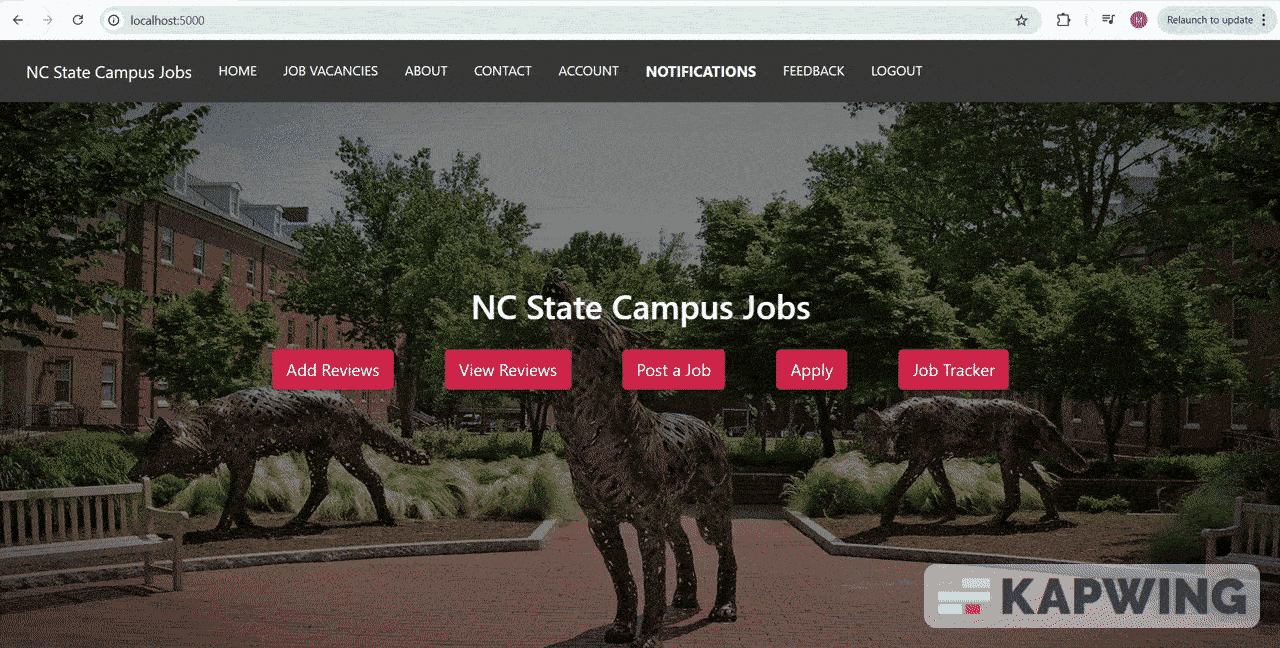 localhost:5000
Relaunch to update
NC State Campus Jobs HOME JOB VACANCIES ABOUT CONTACT ACCOUNT NOTIFICATIONS FEEDBACK LOGOUT
NC State Campus Jobs
Add Reviews View Reviews Post a Job Apply Job Tracker
KAPWING